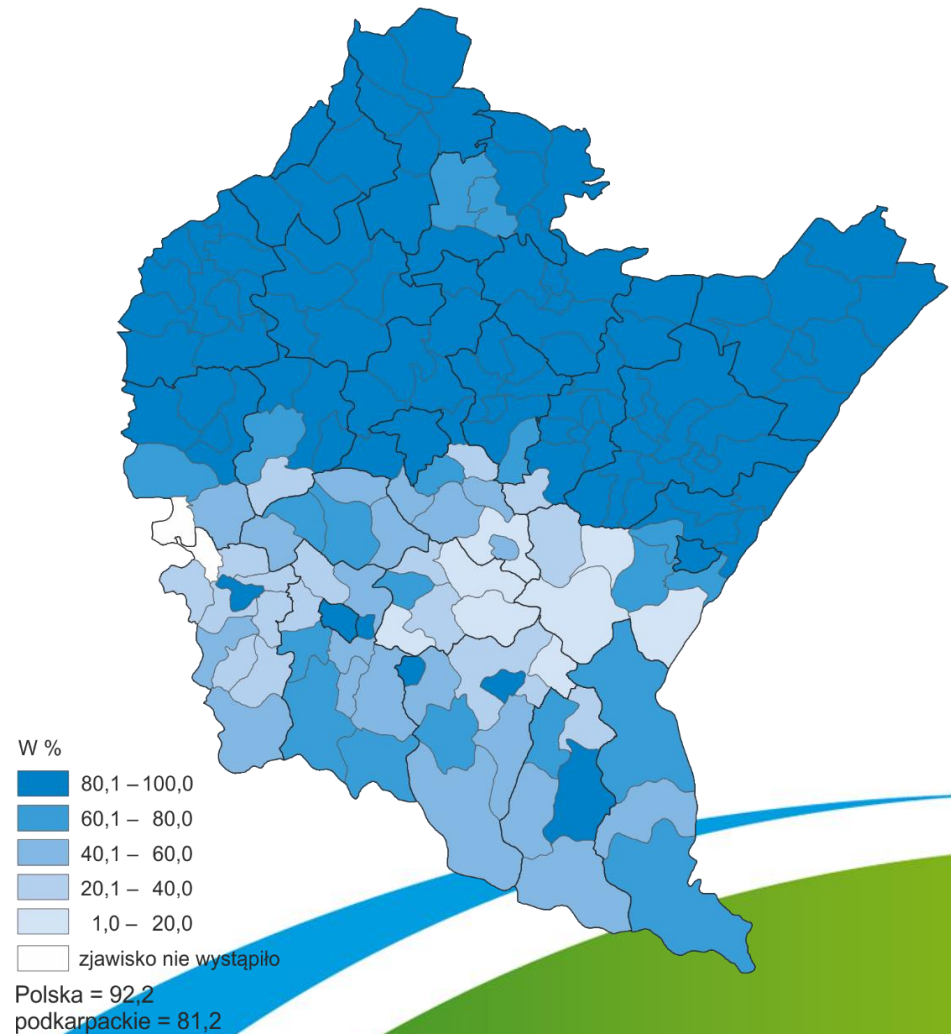 W %
80,1 – 100,0
60,1 – 80,0
40,1 – 60,0
20,1 – 40,0
1,0 – 20,0
zjawisko nie wystąpiło
Polska = 92,2
podkarpackie = 81,2